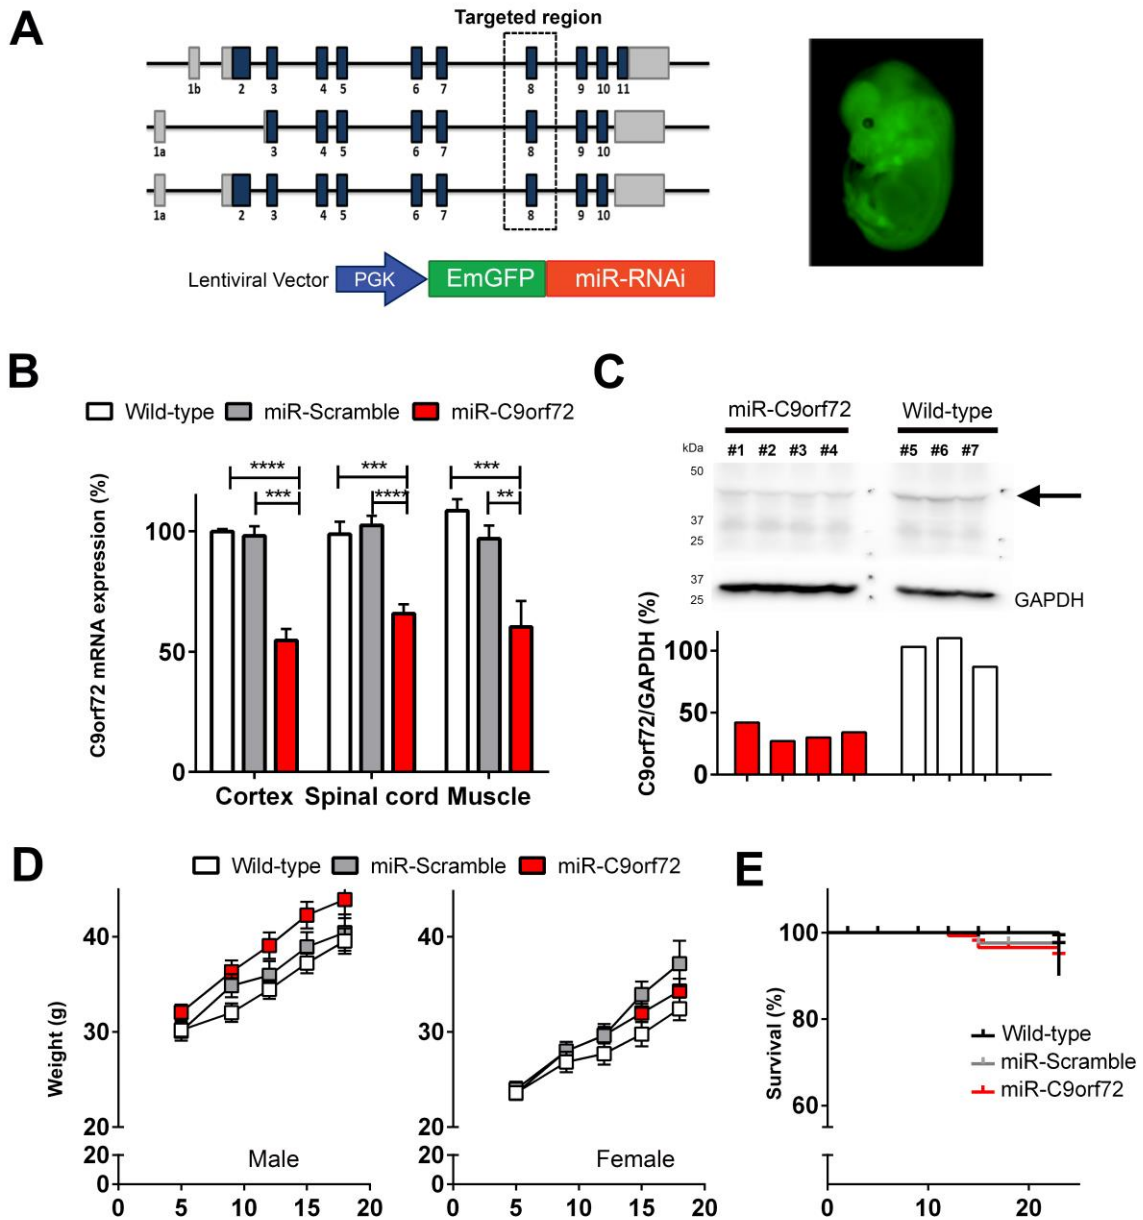 A
Targeted region
1b 2 3 4 5 6 7 8 9 10 11
1a 3 4 5 6 7 8 9 10
1a 2 3 4 5 6 7 8 9 10
Lentiviral Vector PGK EmGFP miR-RNAi
B
Wild-type miR-Scramble miR-C9orf72
C9orf72 mRNA expression (%)
**** *** ***
*** **** **
100
50
0
Cortex Spinal cord Muscle
C
miR-C9orf72 Wild-type
kDa #1 #2 #3 #4 #5 #6 #7
50
37
25
37
25
GAPDH
C9orf72/GAPDH (%)
100
50
0
D
Wild-type miR-Scramble miR-C9orf72
Weight (g)
40
30
20
20
0
Male
0 5 10 15 20
40
30
20
20
0
Female
0 5 10 15 20
E
Survival (%)
100
80
60
Wild-type
miR-Scramble
miR-C9orf72
0 10 20